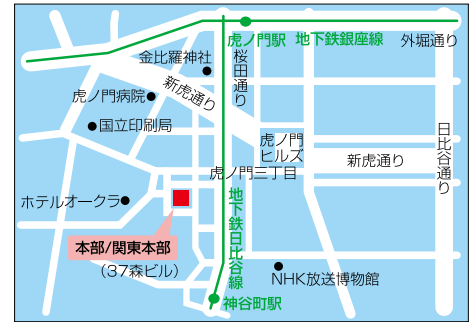 虎ノ門駅
地下鉄銀座線
外堀通り
金比羅神社
桜田通り
新虎通り
虎ノ門病院
国立印刷局
虎ノ門
ヒルズ
新虎通り
日比谷通り
虎ノ門三丁目
ホテルオークラ
地下鉄日比谷線
本部/関東本部
(37森ビル)
NHK放送博物館
神谷町駅